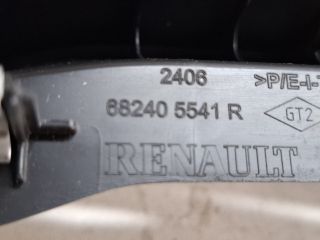 2406 >P/E-I-
68240 5541 R GT2
RENAULT